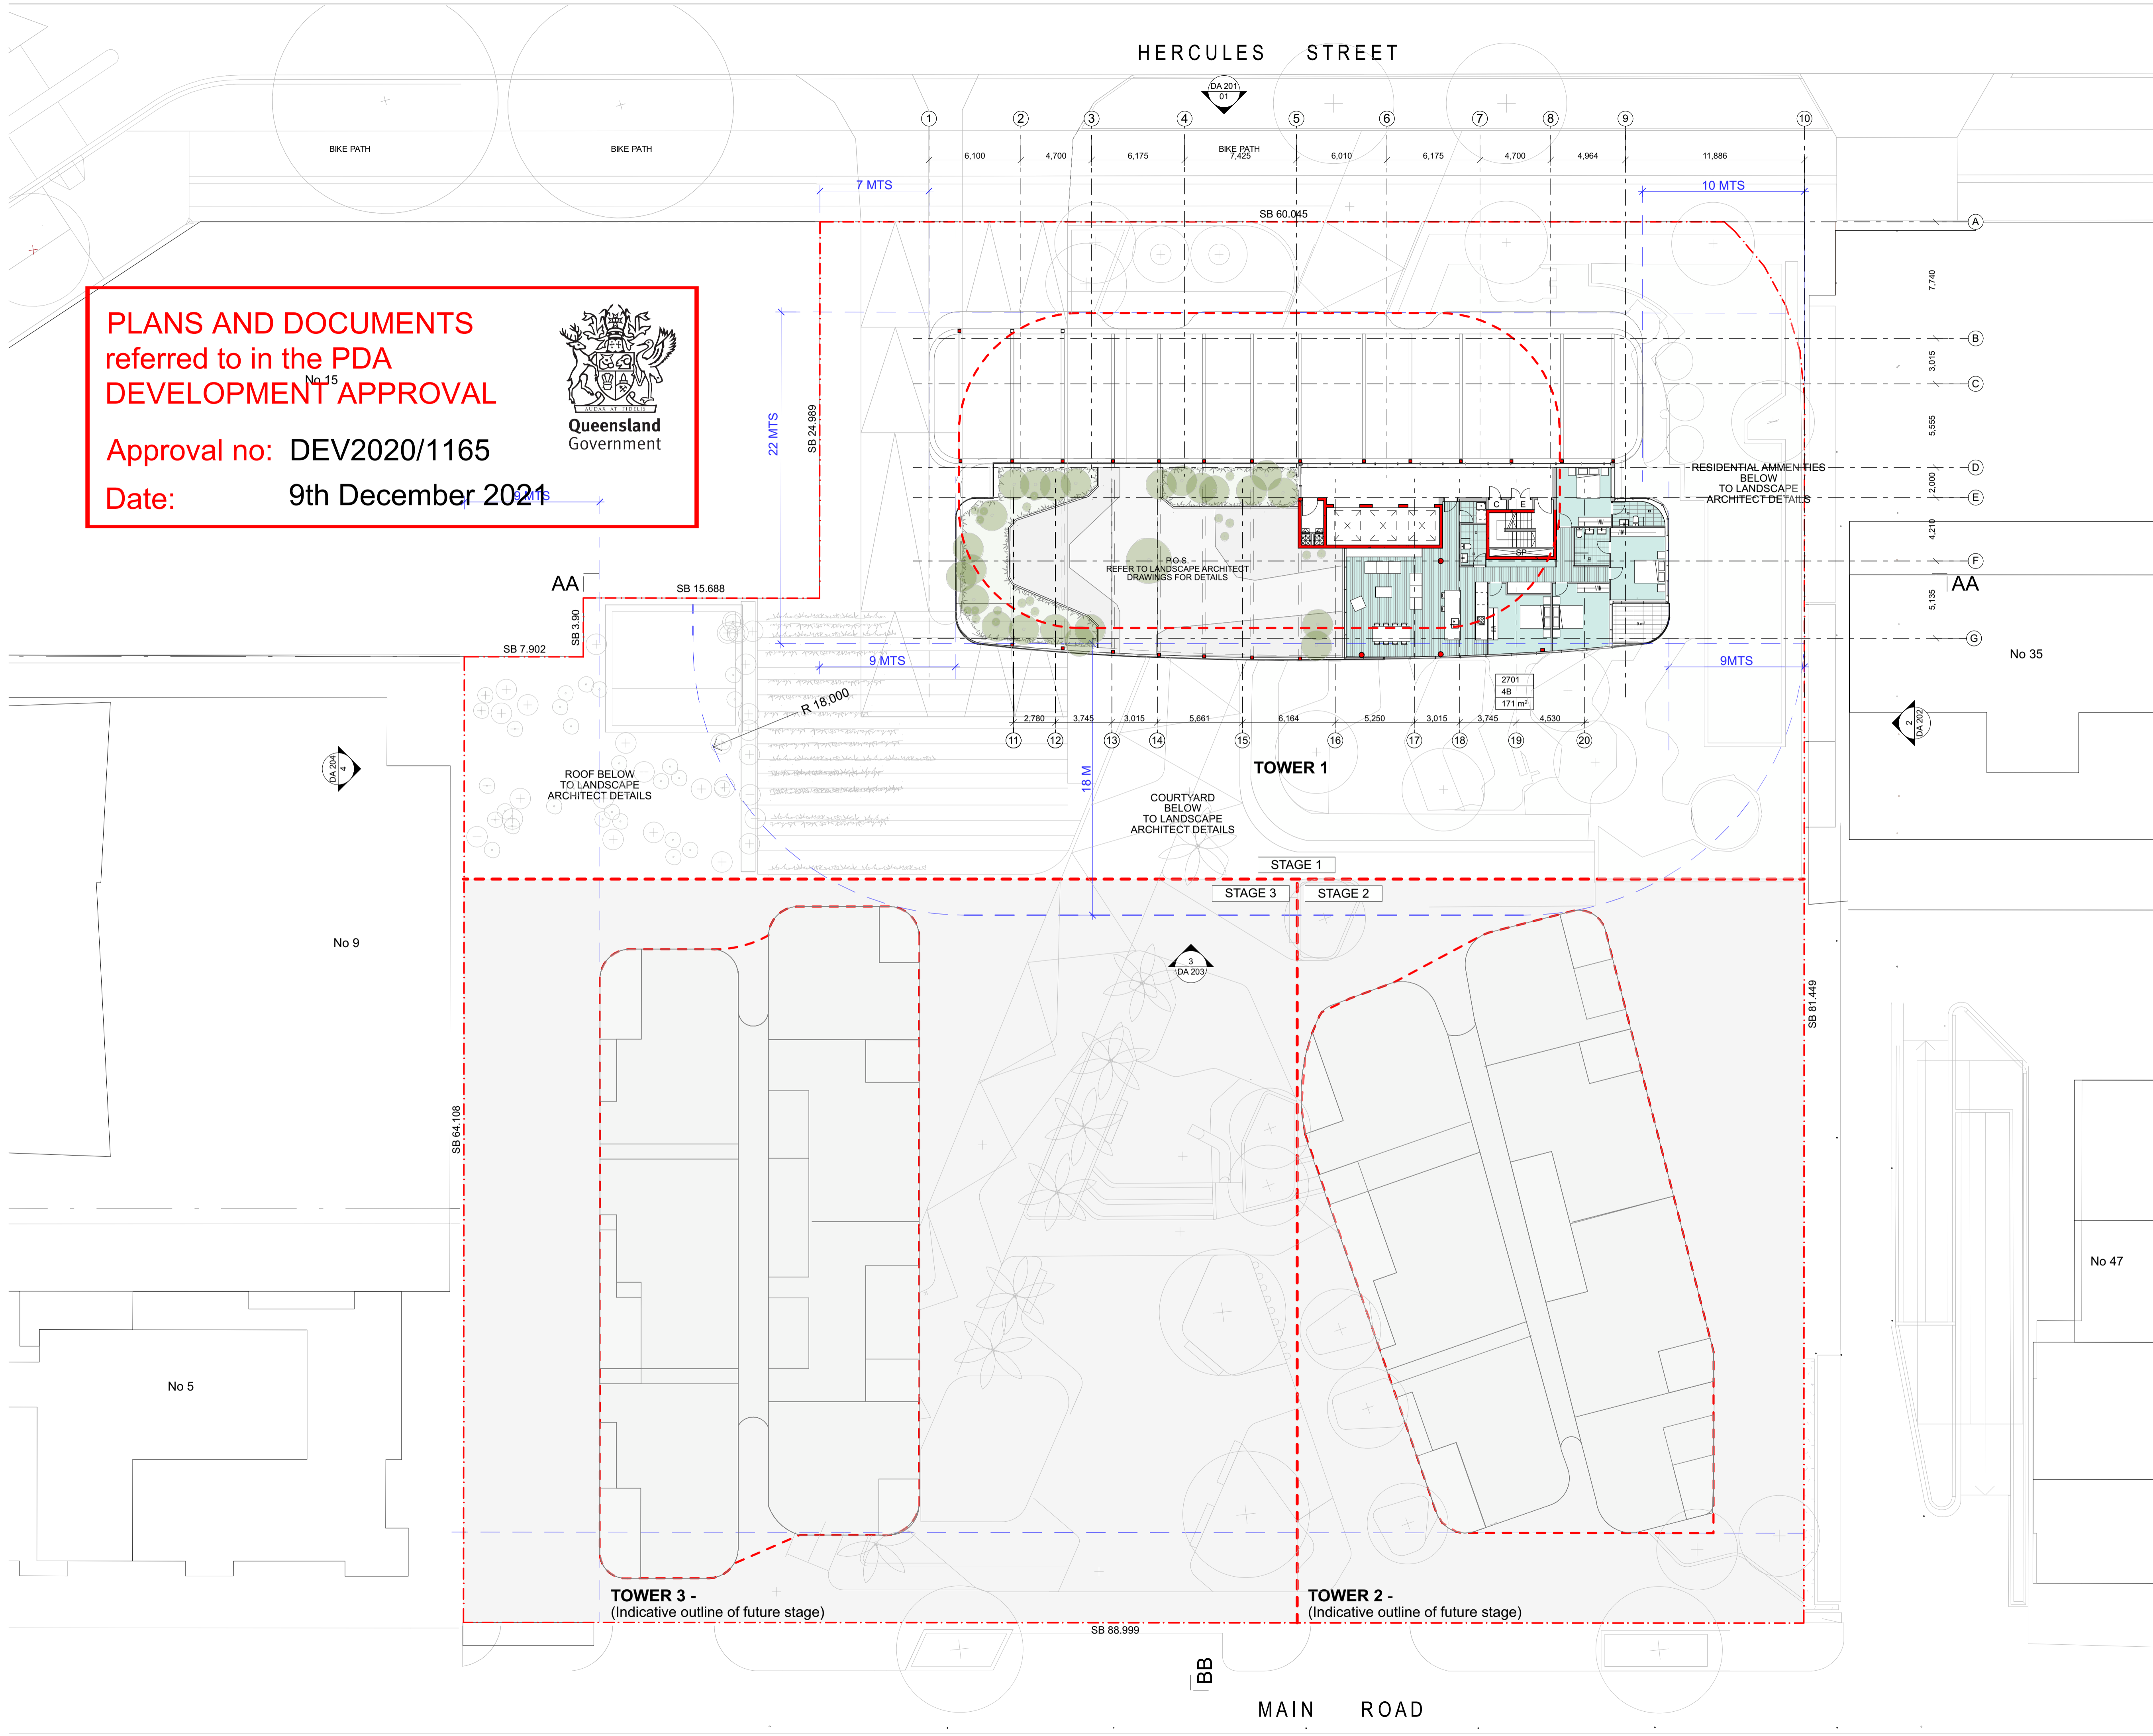 HERCULES STREET
DA 201
01
1
2
3
4
5
6
7
8
9
10
BIKE PATH
BIKE PATH
BIKE PATH
6,100
4,700
6,175
7,425
6,010
6,175
4,700
4,964
11,886
7 MTS
10 MTS
SB 60.045
A
B
C
D
E
F
G
7,740
3,015
5,555
2,000
4,210
5,135
PLANS AND DOCUMENTS
referred to in the PDA
DEVELOPMENT APPROVAL
No 15
AUDAX AT FIDELIS
Queensland
Government
Approval no: DEV2020/1165
Date: 9th December 2021
9 MTS
22 MTS
SB 24.989
RESIDENTIAL AMMENITIES
BELOW
TO LANDSCAPE
ARCHITECT DETAILS
C
E
SP
P.O.S.
REFER TO LANDSCAPE ARCHITECT
DRAWINGS FOR DETAILS
8 m²
AA
AA
SB 15.688
SB 3.90
SB 7.902
9 MTS
9MTS
No 35
2701
4B
171 m²
R 18,000
2,780
3,745
3,015
5,661
6,164
5,250
3,015
3,745
4,530
11
12
13
14
15
16
17
18
19
20
TOWER 1
18 M
DA 204
4
2
DA 202
ROOF BELOW
TO LANDSCAPE
ARCHITECT DETAILS
COURTYARD
BELOW
TO LANDSCAPE
ARCHITECT DETAILS
STAGE 1
STAGE 3
STAGE 2
No 9
3
DA 203
SB 81.449
SB 64.108
No 47
No 5
TOWER 3 -
(Indicative outline of future stage)
TOWER 2 -
(Indicative outline of future stage)
SB 88.999
BB
MAIN ROAD